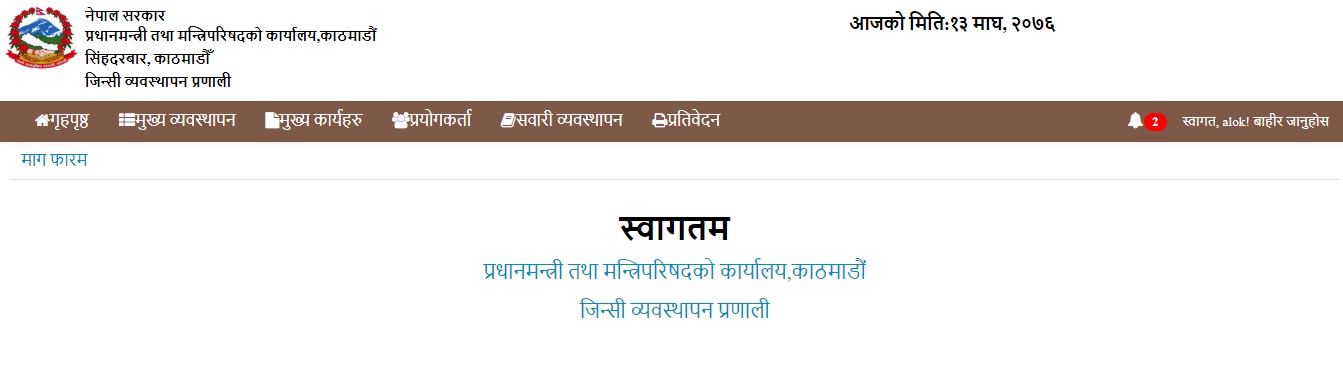 नेपाल सरकार
प्रधानमन्त्री तथा मन्त्रिपरिषदको कार्यालय,काठमाडौं
सिंहदरबार, काठमाडौँ
जिन्सी व्यवस्थापन प्रणाली
आजको मिति:१३ माघ, २०७६
गृहपृष्ठ मुख्य व्यवस्थापन मुख्य कार्यहरु प्रयोगकर्ता सवारी व्यवस्थापन प्रतिवेदन 2 स्वागत, alok! बाहीर जानुहोस
माग फारम
स्वागतम
प्रधानमन्त्री तथा मन्त्रिपरिषदको कार्यालय,काठमाडौं
जिन्सी व्यवस्थापन प्रणाली